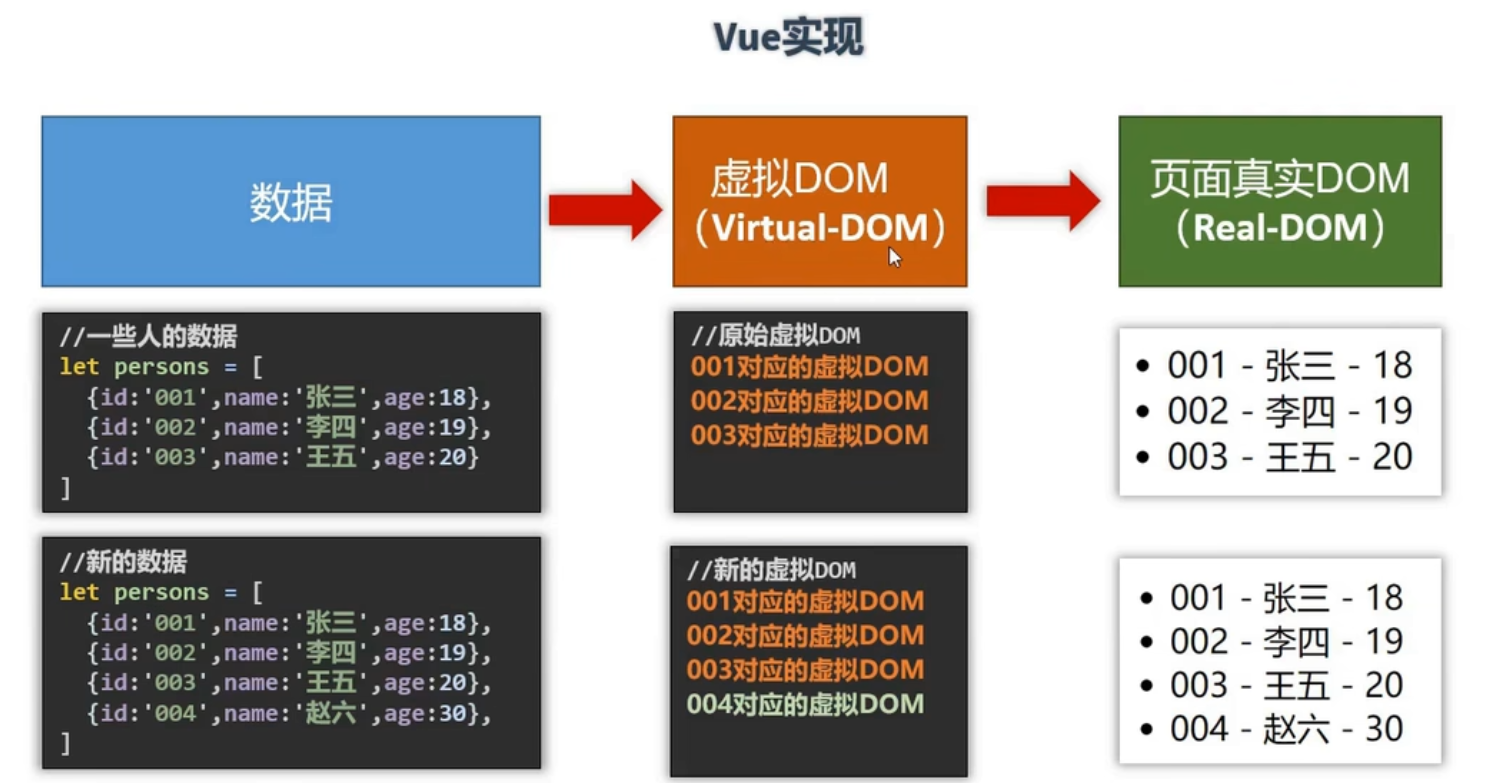 Vue实现
数据
虚拟DOM
（Virtual-DOM）
页面真实DOM
（Real-DOM）
//一些人的数据
let persons = [
{id:'001',name:'张三',age:18},
{id:'002',name:'李四',age:19},
{id:'003',name:'王五',age:20}
]
//原始虚拟DOM
001对应的虚拟DOM
002对应的虚拟DOM
003对应的虚拟DOM
• 001 - 张三 - 18
• 002 - 李四 - 19
• 003 - 王五 - 20
//新的数据
let persons = [
{id:'001',name:'张三',age:18},
{id:'002',name:'李四',age:19},
{id:'003',name:'王五',age:20},
{id:'004',name:'赵六',age:30},
]
//新的虚拟DOM
001对应的虚拟DOM
002对应的虚拟DOM
003对应的虚拟DOM
004对应的虚拟DOM
• 001 - 张三 - 18
• 002 - 李四 - 19
• 003 - 王五 - 20
• 004 - 赵六 - 30